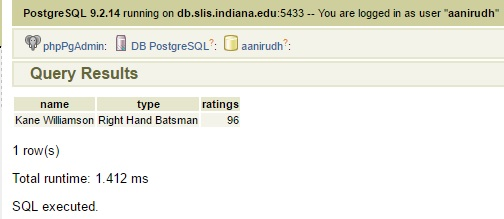 PostgreSQL 9.2.14 running on db.slis.indiana.edu:5433 -- You are logged in as user "aanirudh"
phpPgAdmin: DB PostgreSQL?: aanirudh?:
Query Results
name type ratings
Kane Williamson Right Hand Batsman 96
1 row(s)
Total runtime: 1.412 ms
SQL executed.